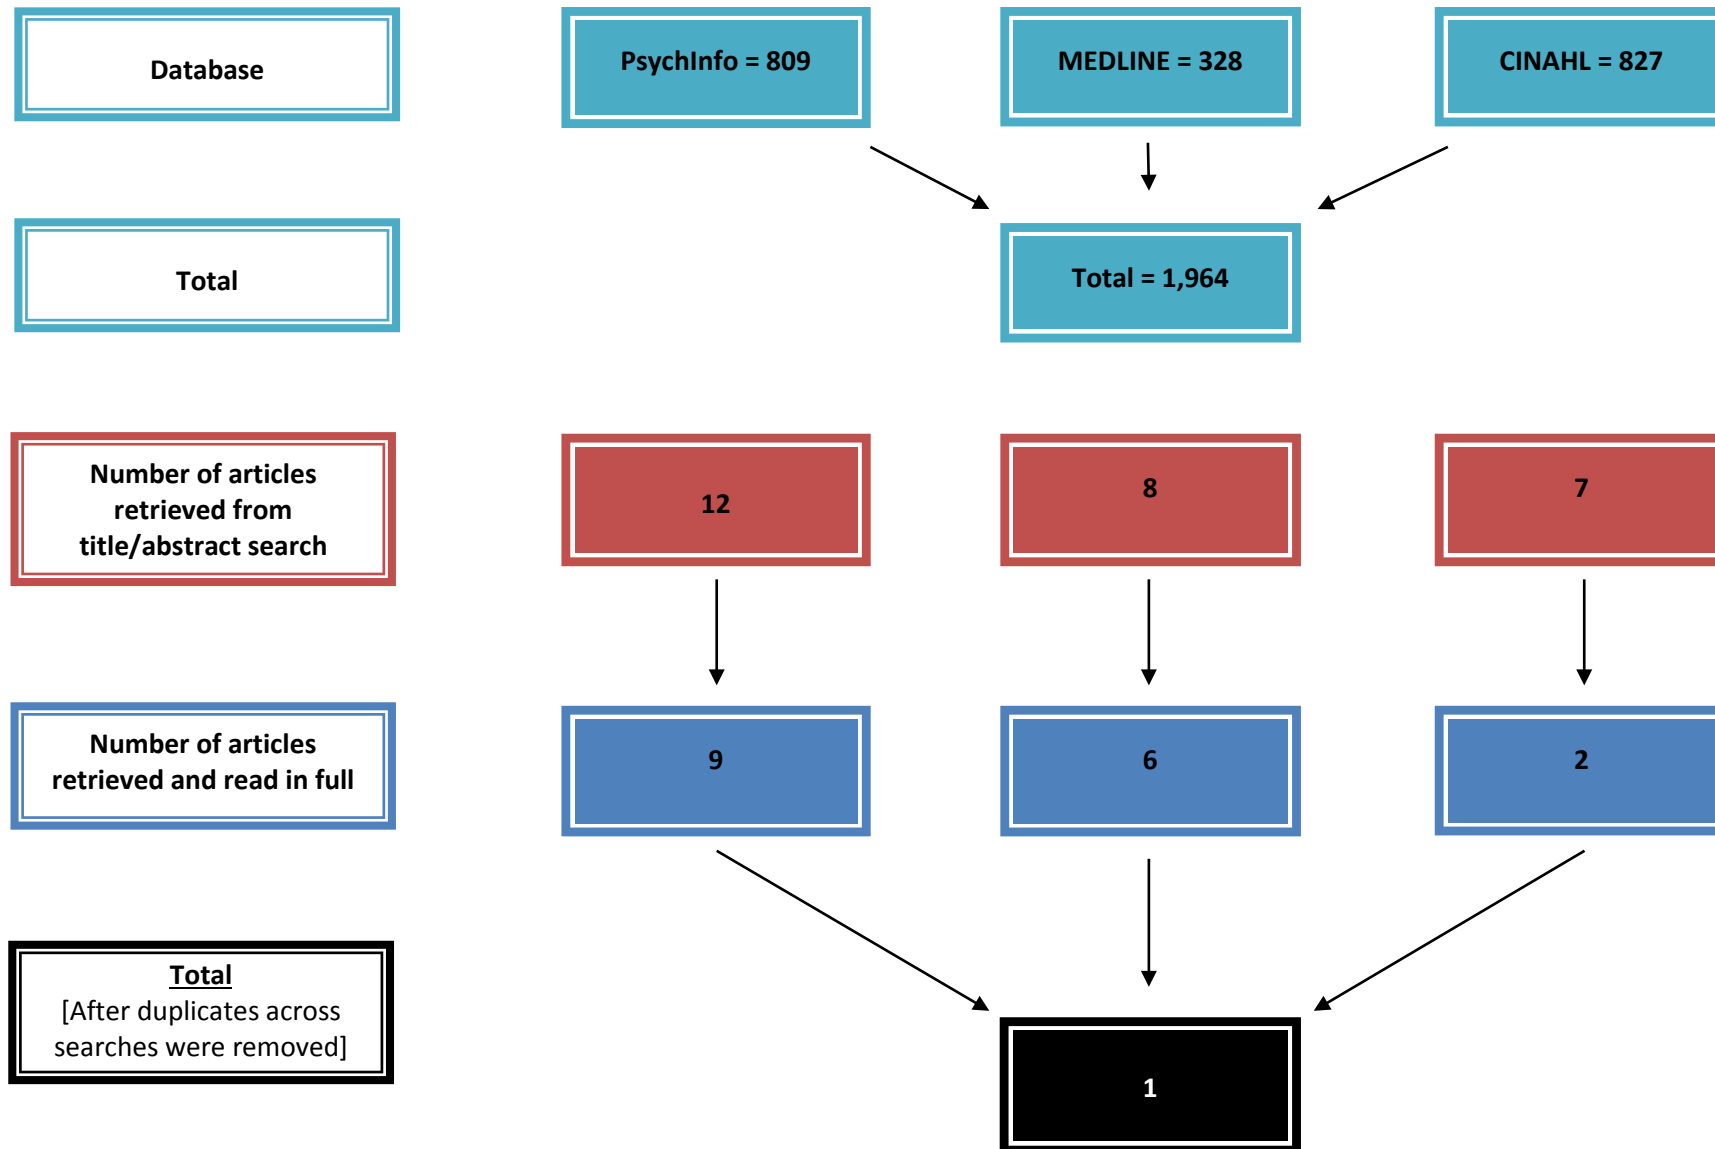 Database
PsychInfo = 809
MEDLINE = 328
CINAHL = 827
Total
Total = 1,964
Number of articles
retrieved from
title/abstract search
12
8
7
Number of articles
retrieved and read in full
9
6
2
Total
[After duplicates across
searches were removed]
1